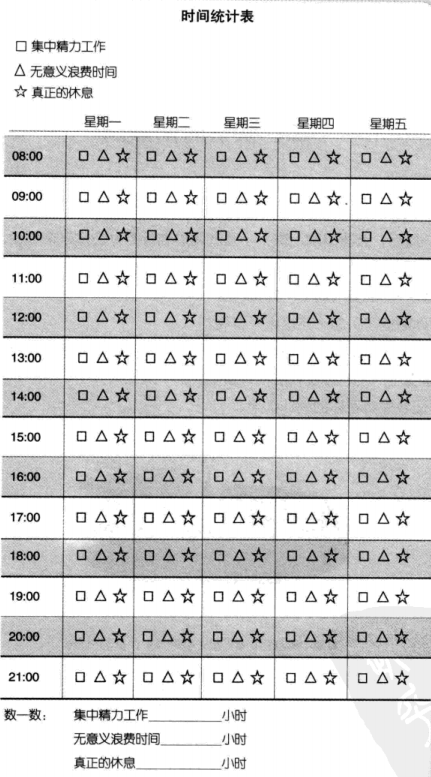 时间统计表
□ 集中精力工作
△ 无意义浪费时间
☆ 真正的休息
星期一 星期二 星期三 星期四 星期五
08:00 □ △ ☆ □ △ ☆ □ △ ☆ □ △ ☆ □ △ ☆
09:00 □ △ ☆ □ △ ☆ □ △ ☆ □ △ ☆ □ △ ☆
10:00 □ △ ☆ □ △ ☆ □ △ ☆ □ △ ☆ □ △ ☆
11:00 □ △ ☆ □ △ ☆ □ △ ☆ □ △ ☆ □ △ ☆
12:00 □ △ ☆ □ △ ☆ □ △ ☆ □ △ ☆ □ △ ☆
13:00 □ △ ☆ □ △ ☆ □ △ ☆ □ △ ☆ □ △ ☆
14:00 □ △ ☆ □ △ ☆ □ △ ☆ □ △ ☆ □ △ ☆
15:00 □ △ ☆ □ △ ☆ □ △ ☆ □ △ ☆ □ △ ☆
16:00 □ △ ☆ □ △ ☆ □ △ ☆ □ △ ☆ □ △ ☆
17:00 □ △ ☆ □ △ ☆ □ △ ☆ □ △ ☆ □ △ ☆
18:00 □ △ ☆ □ △ ☆ □ △ ☆ □ △ ☆ □ △ ☆
19:00 □ △ ☆ □ △ ☆ □ △ ☆ □ △ ☆ □ △ ☆
20:00 □ △ ☆ □ △ ☆ □ △ ☆ □ △ ☆ □ △ ☆
21:00 □ △ ☆ □ △ ☆ □ △ ☆ □ △ ☆ □ △ ☆
数一数: 集中精力工作__________小时
无意义浪费时间________小时
真正的休息____________小时